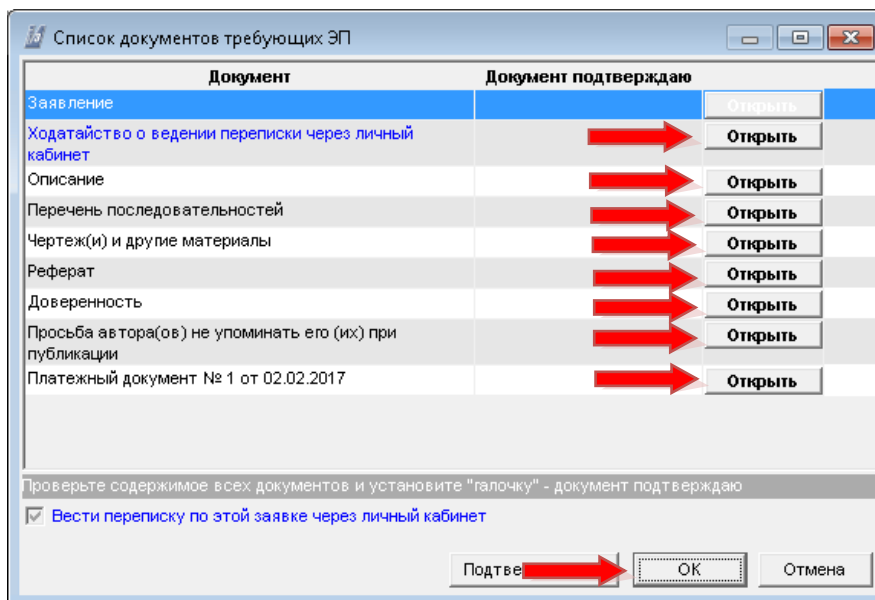 Список документов требующих ЭП
Документ Документ подтверждаю
Заявление Открыть
Ходатайство о ведении переписки через личный Открыть
кабинет
Описание Открыть
Перечень последовательностей Открыть
Чертеж(и) и другие материалы Открыть
Реферат Открыть
Доверенность Открыть
Просьба автора(ов) не упоминать его (их) при Открыть
публикации
Платежный документ № 1 от 02.02.2017 Открыть
Проверьте содержимое всех документов и установите "галочку" - документ подтверждаю
Вести переписку по этой заявке через личный кабинет
OK Отмена